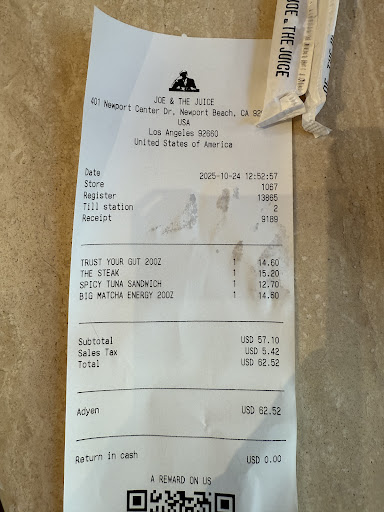 JOE & THE JUICE
JOE & THE JUICE
401 Newport Center Dr, Newport Beach, CA
USA
Los Angeles 92660
United States of America
Date 2025-10-24 12:52:57
Store 1067
Register 13865
Till station 2
Receipt 9189
TRUST YOUR GUT 20OZ 1 14.60
THE STEAK 1 15.20
SPICY TUNA SANDWICH 1 12.70
BIG MATCHA ENERGY 20OZ 1 14.60
Subtotal USD 57.10
Sales Tax USD 5.42
Total USD 62.52
Adyen USD 62.52
Return in cash USD 0.00
A REWARD ON US